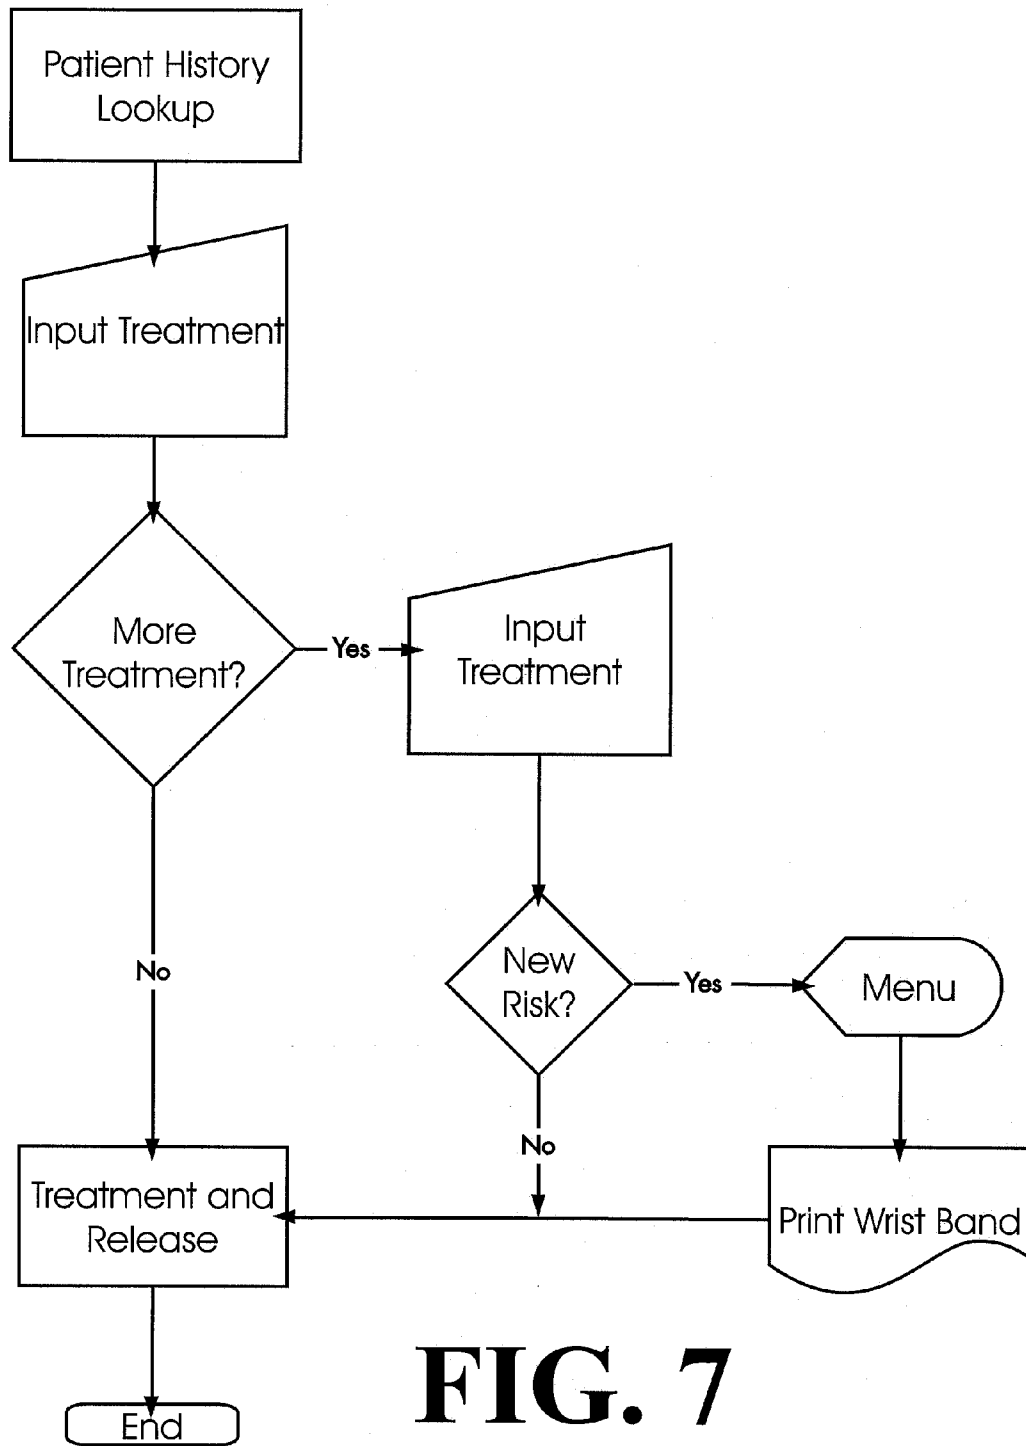 Patient History
Lookup
Input Treatment
More
Treatment?
Yes
Input
Treatment
No
New
Risk?
Yes
Menu
No
Treatment and
Release
Print Wrist Band
End
FIG. 7